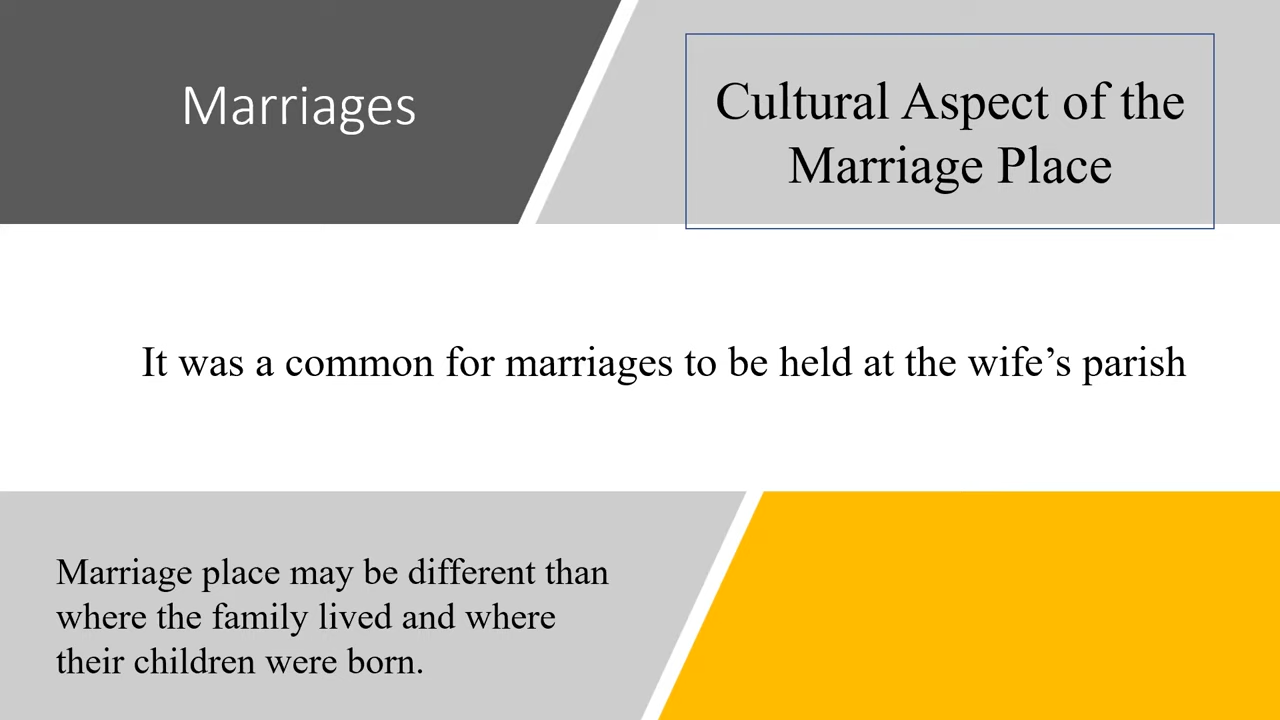 Marriages
Cultural Aspect of the
Marriage Place
It was a common for marriages to be held at the wife’s parish
Marriage place may be different than
where the family lived and where
their children were born.